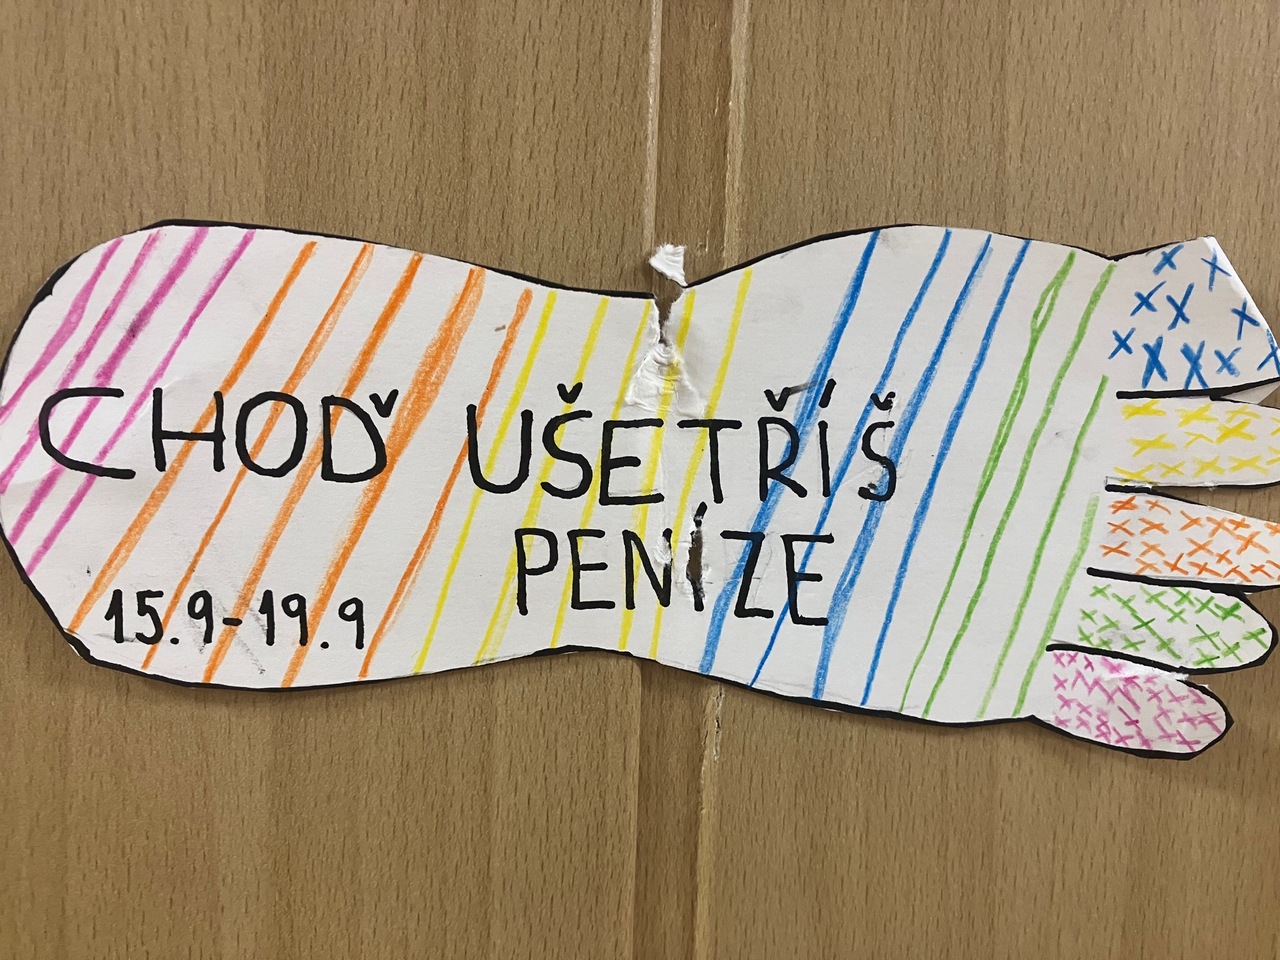 CHOĎ UŠETŘÍŠ
PENÍZE
15.9-19.9